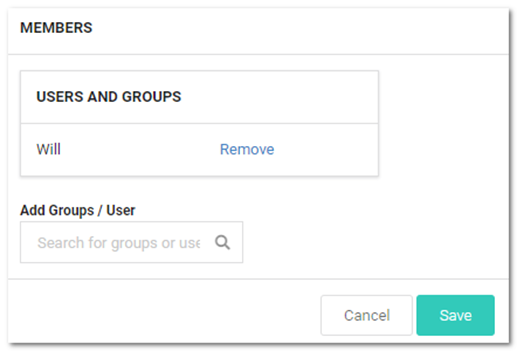 MEMBERS
USERS AND GROUPS
Will Remove
Add Groups / User
Search for groups or use
Cancel Save